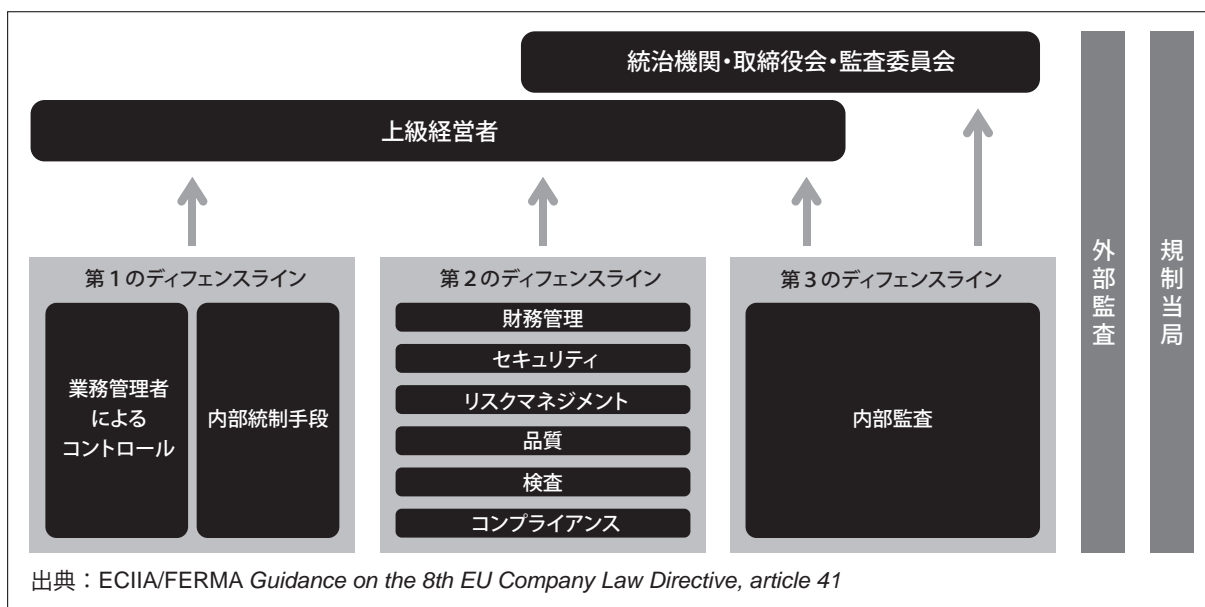 統治機関・取締役会・監査委員会
上級経営者
第1のディフェンスライン
業務管理者
による
コントロール
内部統制手段
第2のディフェンスライン
財務管理
セキュリティ
リスクマネジメント
品質
検査
コンプライアンス
第3のディフェンスライン
内部監査
外部監査
規制当局
出典：ECIIA/FERMA Guidance on the 8th EU Company Law Directive, article 41